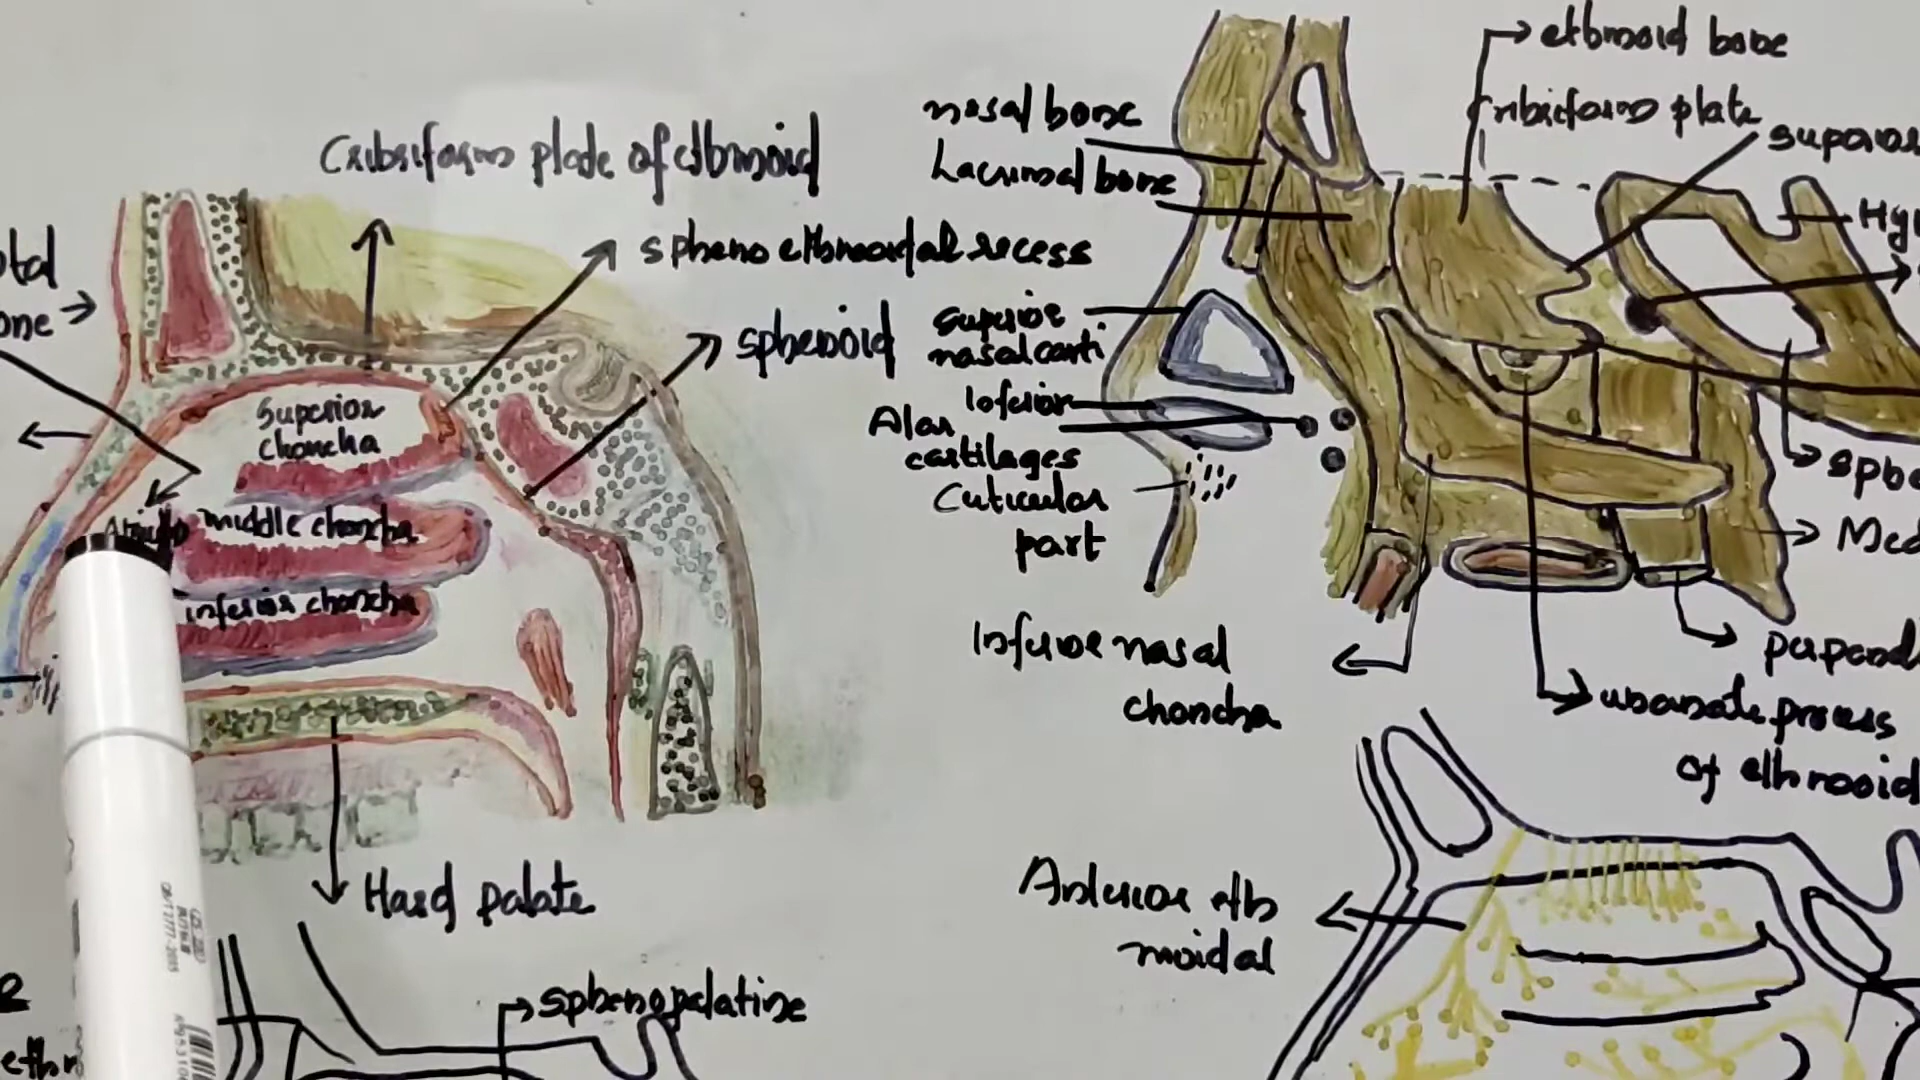 Cribriform plate of ethmoid
spheno ethmoidal recess
sphenoid
Superior
choncha
middle choncha
inferior choncha
Hard palate
sphenopalatine
ethmoid bone
cribriform plate
nasal bone
Lacrimal bone
Superior
nasal carti
Inferior
Alar
cartilages
Cuticular
part
Inferior nasal
choncha
uncinate process
of ethmoid
Anterior eth
moidal